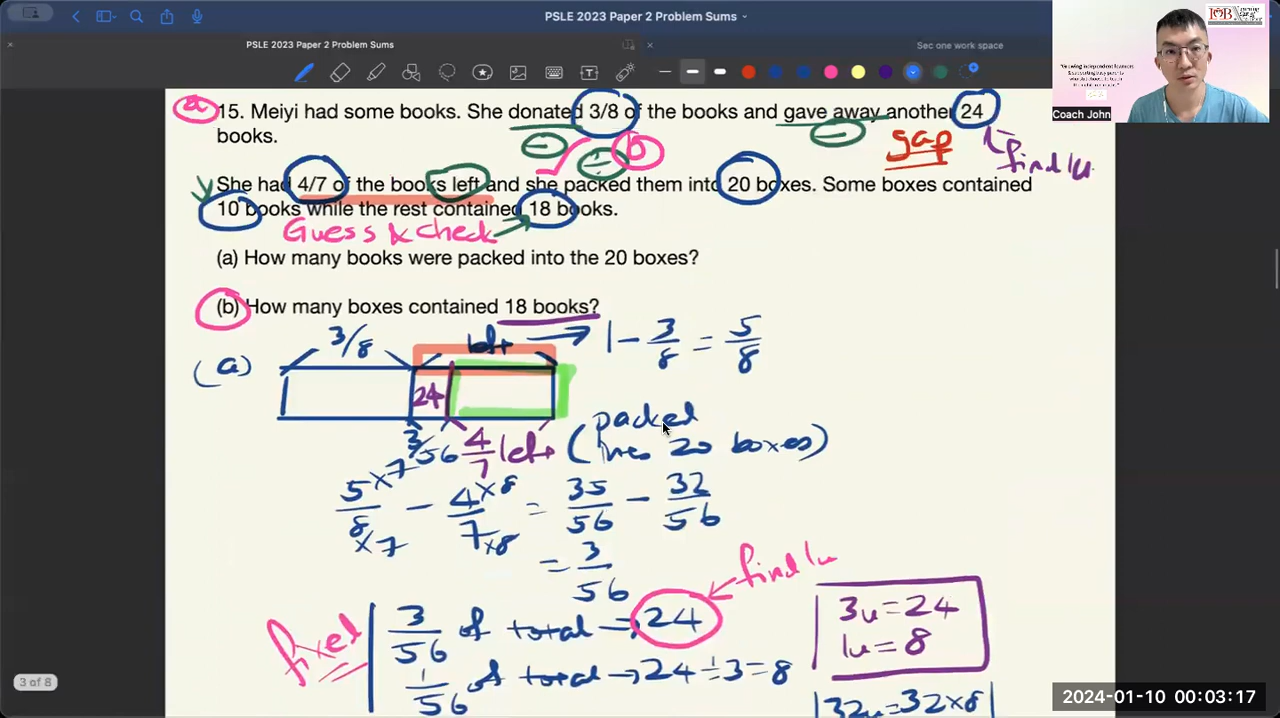 PSLE 2023 Paper 2 Problem Sums
PSLE 2023 Paper 2 Problem Sums
Sec one work space
Coach John
(a) 15. Meiyi had some books. She donated 3/8 of the books and gave away another 24
books.
gap
find 1u
b
She had 4/7 of the books left and she packed them into 20 boxes. Some boxes contained
10 books while the rest contained 18 books.
Guess & check
(a) How many books were packed into the 20 boxes?
(b) How many boxes contained 18 books?
3/8
left
1 - 3/8 = 5/8
(a)
24
3/56
4/7 left
(packed
20 boxes)
5/8 ×7/×7 - 4/7 ×8/×8 = 35/56 - 32/56
= 3/56
find 1u
fixed
3/56 of total → 24
1/56 of total → 24 ÷ 3 = 8
3u = 24
1u = 8
32u = 32 × 8
3 of 8
2024-01-10 00:03:17